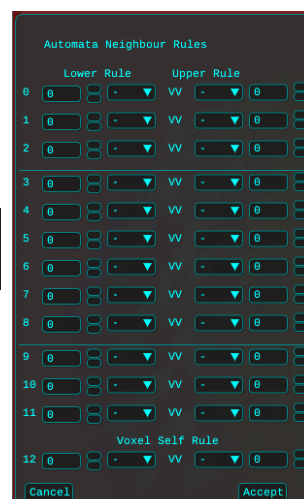 Automata Neighbour Rules
Lower Rule Upper Rule
0 0 - VV - 0
1 0 - VV - 0
2 0 - VV - 0
3 0 - VV - 0
4 0 - VV - 0
5 0 - VV - 0
6 0 - VV - 0
7 0 - VV - 0
8 0 - VV - 0
9 0 - VV - 0
10 0 - VV - 0
11 0 - VV - 0
Voxel Self Rule
12 0 - VV - 0
Cancel Accept